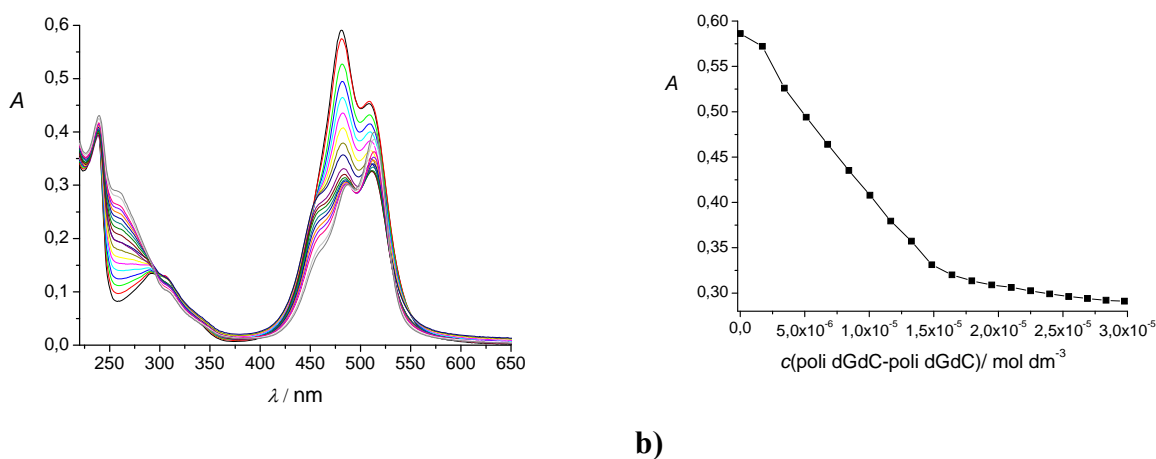 0,6
0,5
0,4
0,3
0,2
0,1
0,0
A
250 300 350 400 450 500 550 600 650
λ / nm
0,60
0,55
0,50
0,45
0,40
0,35
0,30
A
0,0 5,0x10⁻⁶ 1,0x10⁻⁵ 1,5x10⁻⁵ 2,0x10⁻⁵ 2,5x10⁻⁵ 3,0x10⁻⁵
c(poli dGdC-poli dGdC)/ mol dm⁻³
b)